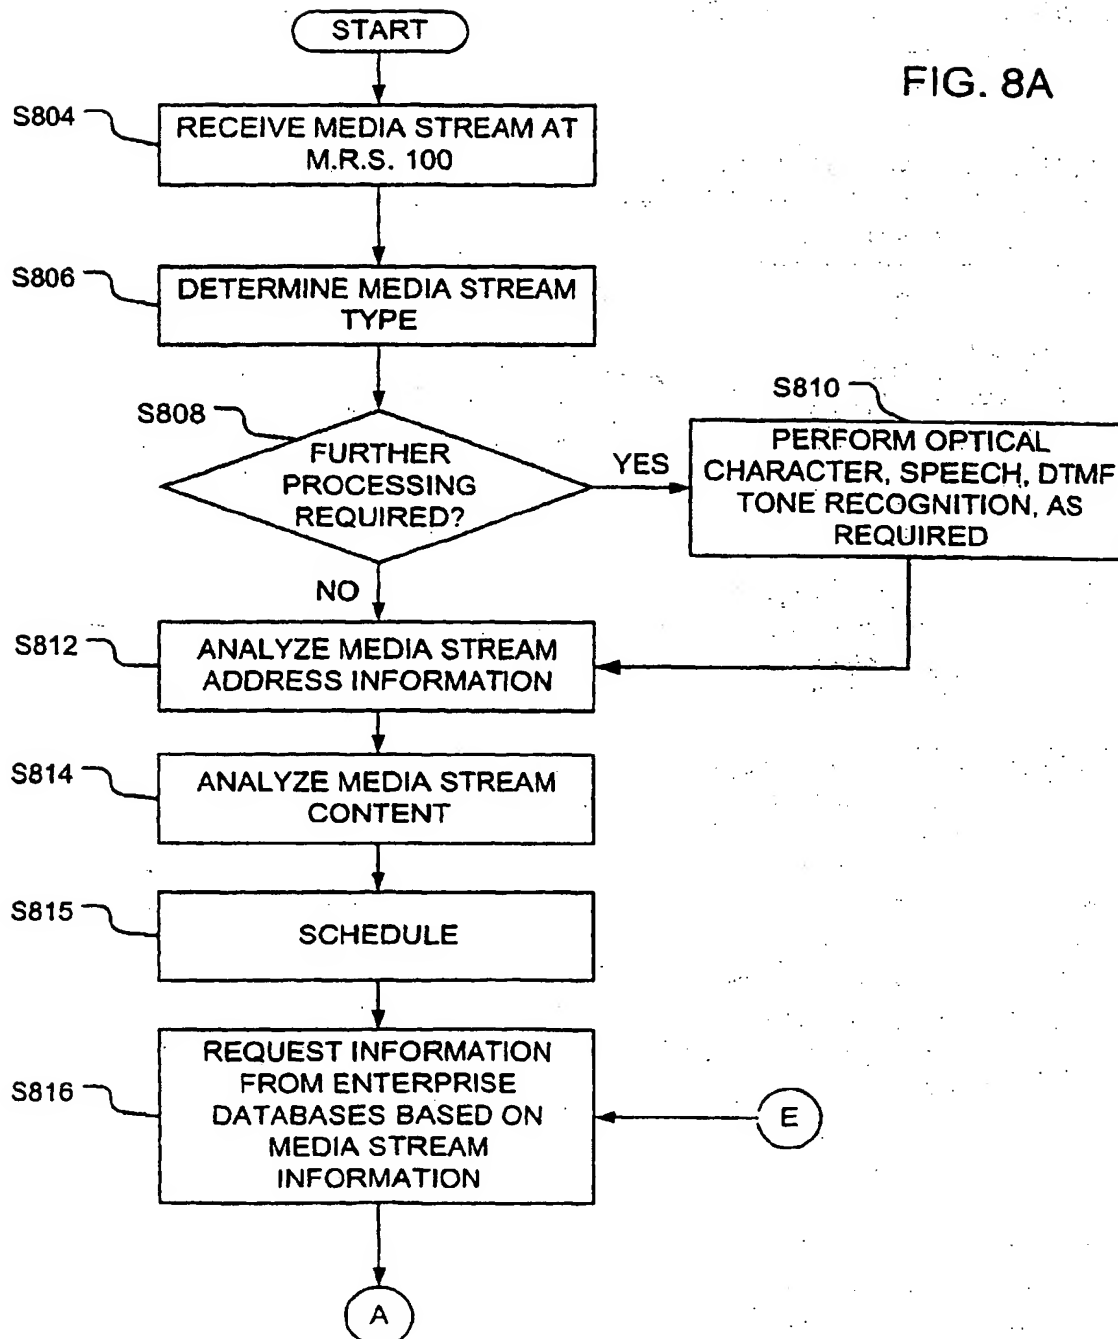 START
FIG. 8A
S804
RECEIVE MEDIA STREAM AT
M.R.S. 100
S806
DETERMINE MEDIA STREAM
TYPE
S808
FURTHER
PROCESSING
REQUIRED?
YES
S810
PERFORM OPTICAL
CHARACTER, SPEECH, DTMF
TONE RECOGNITION, AS
REQUIRED
NO
S812
ANALYZE MEDIA STREAM
ADDRESS INFORMATION
S814
ANALYZE MEDIA STREAM
CONTENT
S815
SCHEDULE
S816
REQUEST INFORMATION
FROM ENTERPRISE
DATABASES BASED ON
MEDIA STREAM
INFORMATION
E
A